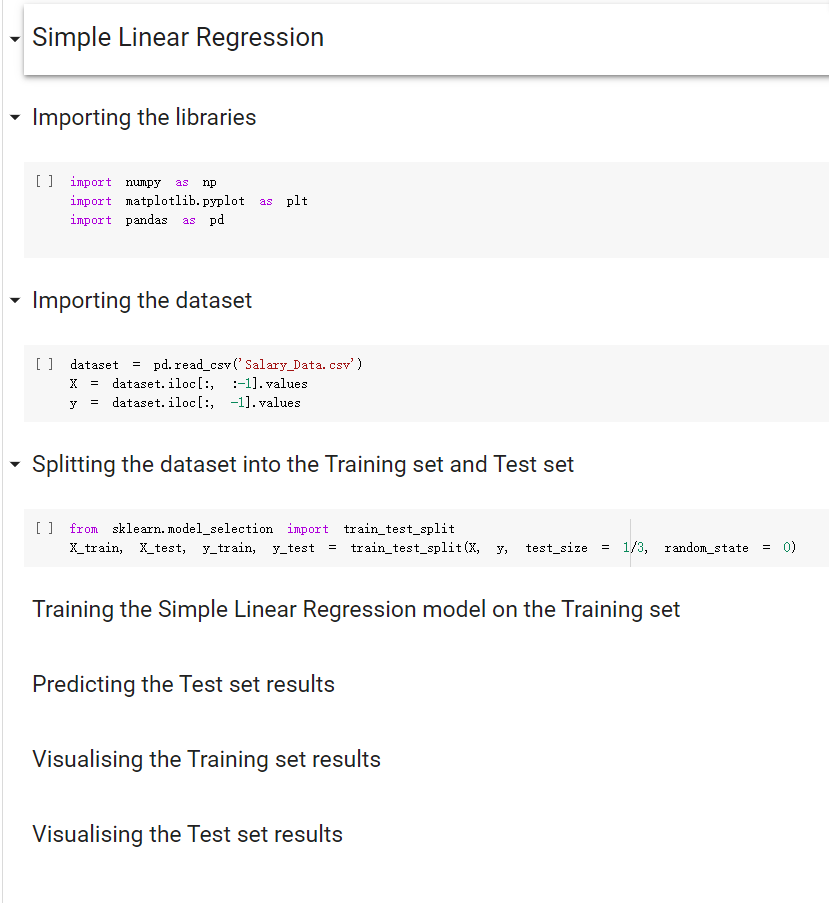 Simple Linear Regression
Importing the libraries
[ ] import numpy as np
import matplotlib.pyplot as plt
import pandas as pd
Importing the dataset
[ ] dataset = pd.read_csv('Salary_Data.csv')
X = dataset.iloc[:, :-1].values
y = dataset.iloc[:, -1].values
Splitting the dataset into the Training set and Test set
[ ] from sklearn.model_selection import train_test_split
X_train, X_test, y_train, y_test = train_test_split(X, y, test_size = 1/3, random_state = 0)
Training the Simple Linear Regression model on the Training set
Predicting the Test set results
Visualising the Training set results
Visualising the Test set results